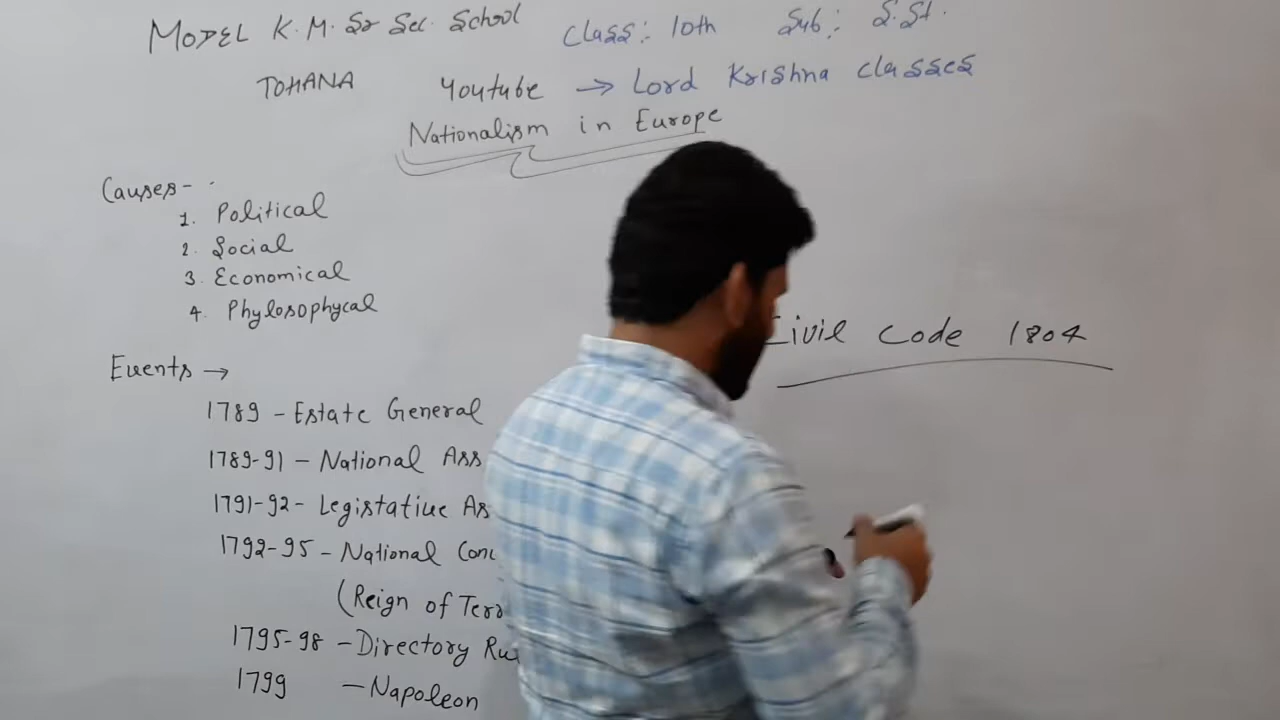 MODEL K.M. Sr Sec. School Class: 10th Sub: S.St.
TOHANA Youtube → Lord Krishna Classes
Nationalism in Europe
Causes-
1. Political
2. Social
3. Economical
4. Phylosophycal
Civil Code 1804
Events →
1789 - Estate General
1789-91 - National Ass
1791-92 - Legistative As
1792-95 - National Con
(Reign of Terr
1795-98 - Directory Ru
1799 - Napoleon